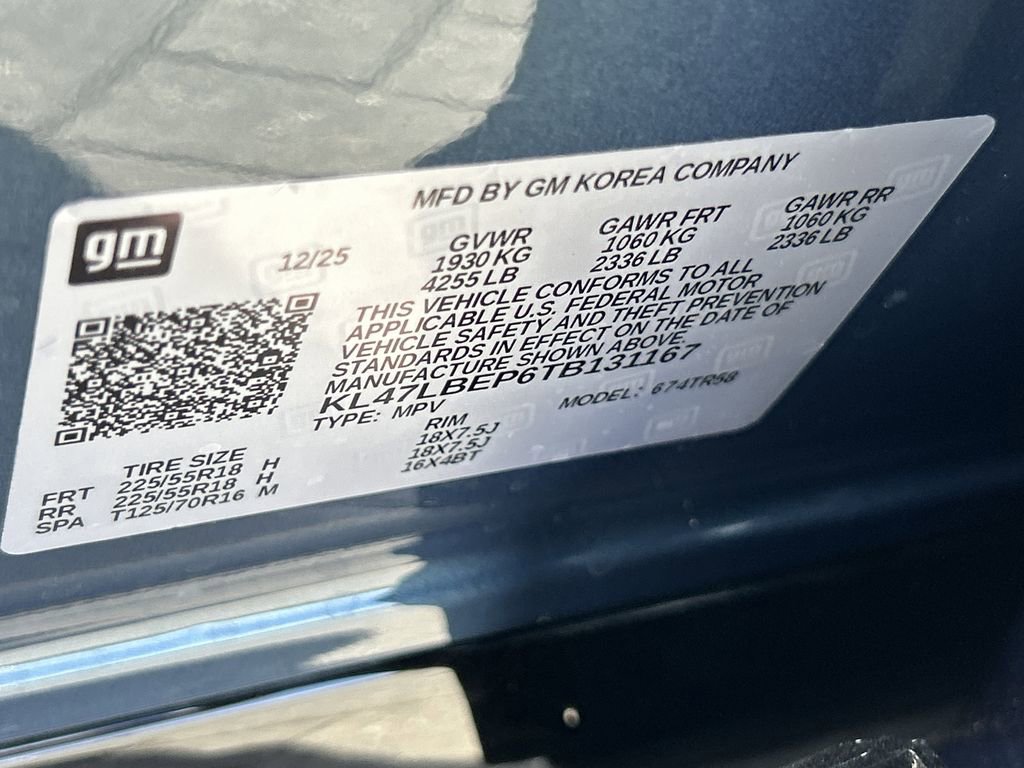 gm
12/25
MFD BY GM KOREA COMPANY
GVWR GAWR FRT GAWR RR
1930 KG 1060 KG 1060 KG
4255 LB 2336 LB 2336 LB
THIS VEHICLE CONFORMS TO ALL
APPLICABLE U.S. FEDERAL MOTOR
VEHICLE SAFETY AND THEFT PREVENTION
STANDARDS IN EFFECT ON THE DATE OF
MANUFACTURE SHOWN ABOVE.
KL47LBEP6TB131167
TYPE: MPV MODEL: 674TR58
TIRE SIZE RIM
FRT 225/55R18 H 18X7.5J
RR 225/55R18 H 18X7.5J
SPA T125/70R16 M 16X4BT